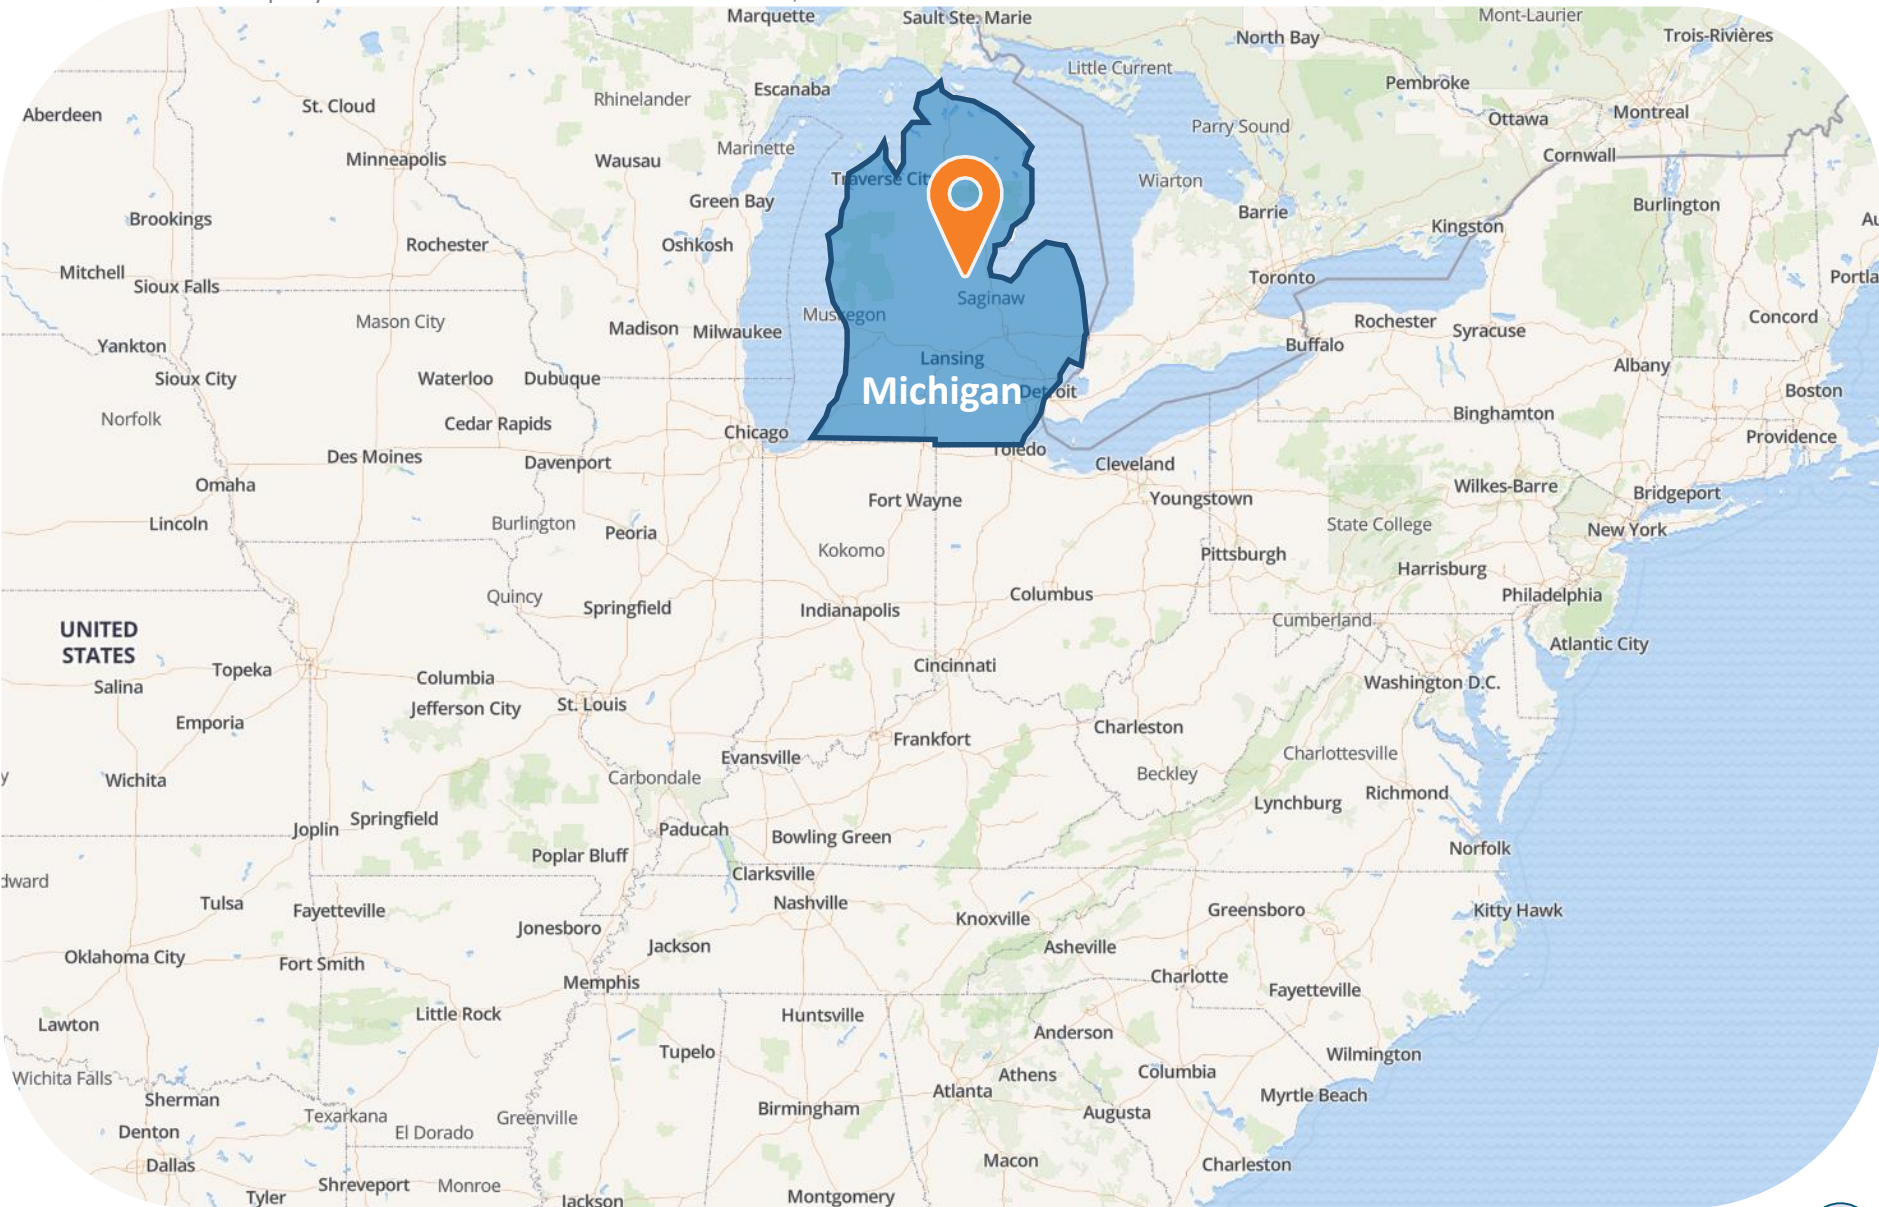 Marquette
Sault Ste. Marie
Mont-Laurier
North Bay
Trois-Rivières
Little Current
Pembroke
Escanaba
Rhinelander
St. Cloud
Aberdeen
Montreal
Ottawa
Parry Sound
Marinette
Cornwall
Minneapolis
Wausau
Traverse Cit
Wiarton
Green Bay
Burlington
Barrie
Brookings
Kingston
Au
Rochester
Oshkosh
Mitchell
Toronto
Portla
Sioux Falls
Saginaw
Muskegon
Mason City
Madison
Milwaukee
Rochester
Syracuse
Concord
Yankton
Buffalo
Lansing
Albany
Sioux City
Waterloo
Dubuque
Michigan
Detroit
Boston
Norfolk
Cedar Rapids
Binghamton
Chicago
Providence
Toledo
Des Moines
Davenport
Cleveland
Omaha
Wilkes-Barre
Bridgeport
Fort Wayne
Youngstown
Lincoln
Burlington
Peoria
State College
New York
Kokomo
Pittsburgh
Harrisburg
Quincy
Springfield
Indianapolis
Columbus
Philadelphia
Cumberland
UNITED
STATES
Atlantic City
Topeka
Cincinnati
Salina
Columbia
Washington D.C.
Jefferson City
St. Louis
Emporia
Charleston
Frankfort
Evansville
Charlottesville
y
Wichita
Carbondale
Beckley
Richmond
Lynchburg
Springfield
Joplin
Paducah
Bowling Green
Norfolk
Poplar Bluff
Clarksville
dward
Tulsa
Fayetteville
Nashville
Knoxville
Greensboro
Kitty Hawk
Jonesboro
Jackson
Asheville
Oklahoma City
Fort Smith
Memphis
Charlotte
Fayetteville
Little Rock
Huntsville
Lawton
Anderson
Tupelo
Wilmington
Wichita Falls
Athens
Columbia
Atlanta
Sherman
Myrtle Beach
Texarkana
Greenville
Birmingham
Augusta
Denton
El Dorado
Dallas
Macon
Charleston
Shreveport
Monroe
Tyler
Jackson
Montgomery